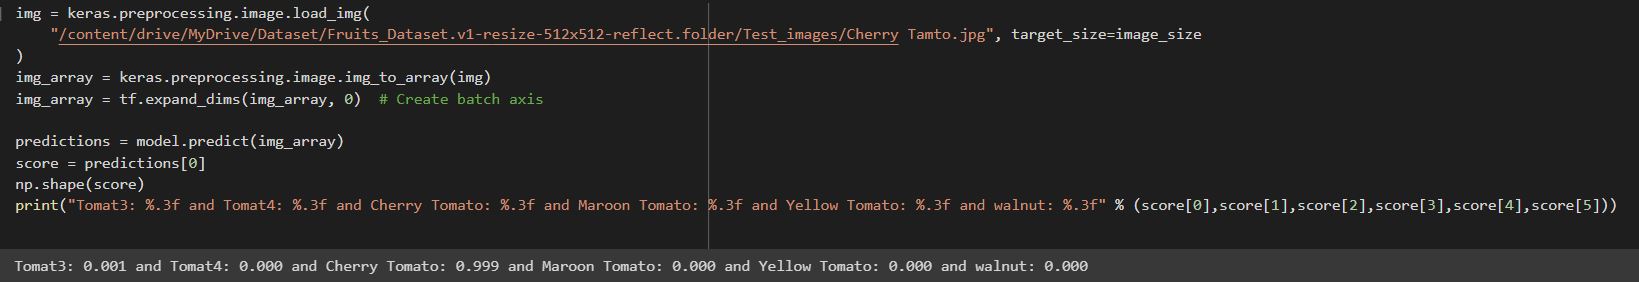 img = keras.preprocessing.image.load_img(
    "/content/drive/MyDrive/Dataset/Fruits_Dataset.v1-resize-512x512-reflect.folder/Test_images/Cherry Tamto.jpg", target_size=image_size
)
img_array = keras.preprocessing.image.img_to_array(img)
img_array = tf.expand_dims(img_array, 0)  # Create batch axis

predictions = model.predict(img_array)
score = predictions[0]
np.shape(score)
print("Tomat3: %.3f and Tomat4: %.3f and Cherry Tomato: %.3f and Maroon Tomato: %.3f and Yellow Tomato: %.3f and walnut: %.3f" % (score[0],score[1],score[2],score[3],score[4],score[5]))
Tomat3: 0.001 and Tomat4: 0.000 and Cherry Tomato: 0.999 and Maroon Tomato: 0.000 and Yellow Tomato: 0.000 and walnut: 0.000